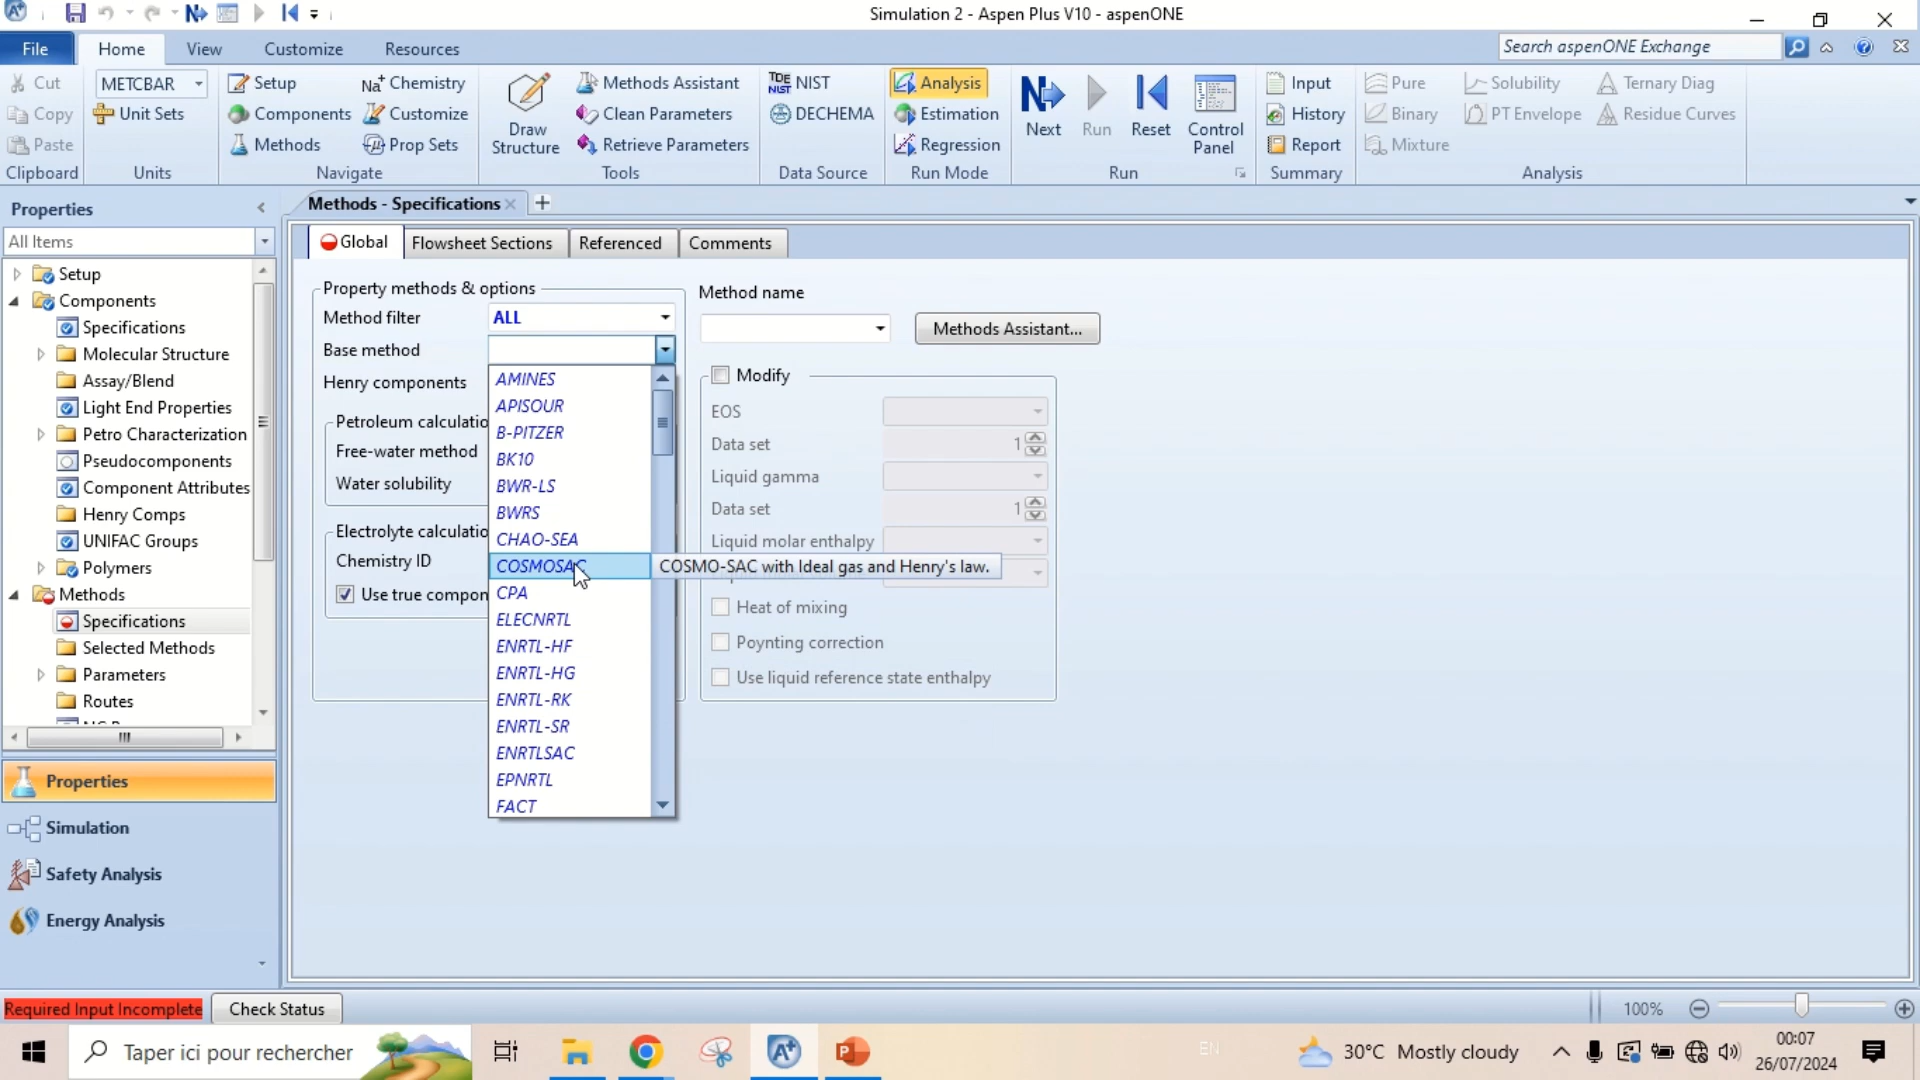 Simulation 2 - Aspen Plus V10 - aspenONE
File Home View Customize Resources Search aspenONE Exchange
Cut METCBAR Setup Na+ Chemistry Methods Assistant TDE NIST NIST Analysis Input Pure Solubility Ternary Diag
Copy Unit Sets Components Customize Clean Parameters DECHEMA Estimation History Binary PT Envelope Residue Curves
Draw Structure Next Run Reset Control Panel
Paste Methods Prop Sets Retrieve Parameters Regression Report Mixture
Clipboard Units Navigate Tools Data Source Run Mode Run Summary Analysis
Properties
All Items
Setup
Components
Specifications
Molecular Structure
Assay/Blend
Light End Properties
Petro Characterization
Pseudocomponents
Component Attributes
Henry Comps
UNIFAC Groups
Polymers
Methods
Specifications
Selected Methods
Parameters
Routes
Properties
Simulation
Safety Analysis
Energy Analysis
Methods - Specifications
Global Flowsheet Sections Referenced Comments
Property methods & options
Method filter ALL
Base method
Henry components
Petroleum calculatio
Free-water method
Water solubility
Electrolyte calculatio
Chemistry ID
Use true compon
AMINES
APISOUR
B-PITZER
BK10
BWR-LS
BWRS
CHAO-SEA
COSMOSAC
CPA
ELECNRTL
ENRTL-HF
ENRTL-HG
ENRTL-RK
ENRTL-SR
ENRTLSAC
EPNRTL
FACT
COSMO-SAC with Ideal gas and Henry's law.
Method name
Methods Assistant...
Modify
EOS
Data set 1
Liquid gamma
Data set 1
Liquid molar enthalpy
Heat of mixing
Poynting correction
Use liquid reference state enthalpy
Required Input Incomplete Check Status 100%
Taper ici pour rechercher EN 30°C Mostly cloudy 00:07
26/07/2024